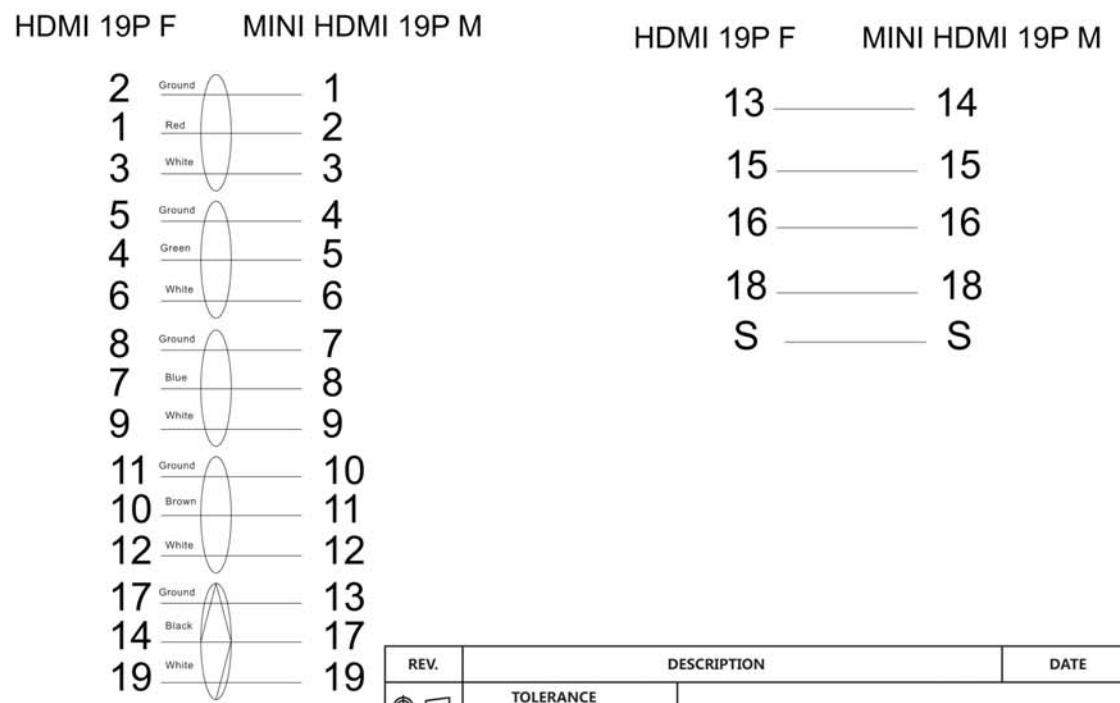 HDMI 19P F MINI HDMI 19P M
2 Ground 1
1 Red 2
3 White 3
5 Ground 4
4 Green 5
6 White 6
8 Ground 7
7 Blue 8
9 White 9
11 Ground 10
10 Brown 11
12 White 12
17 Ground 13
14 Black 17
19 White 19
HDMI 19P F MINI HDMI 19P M
13 14
15 15
16 16
18 18
S S
REV. DESCRIPTION DATE
TOLERANCE